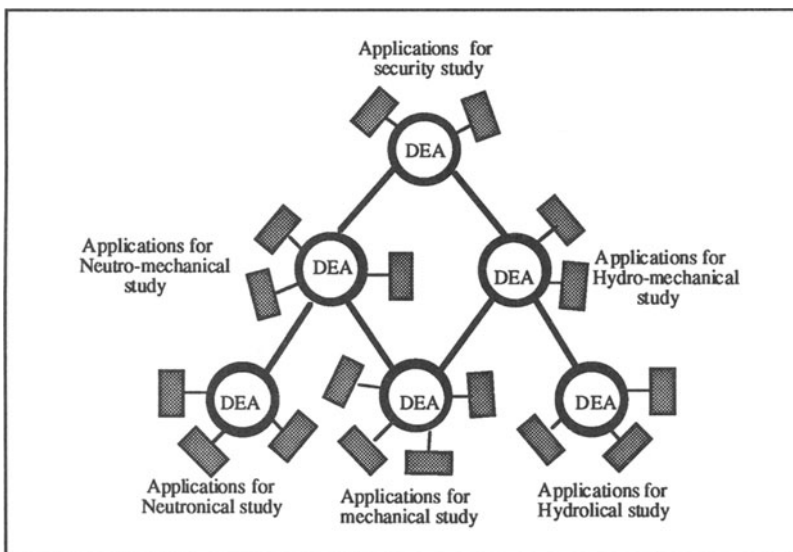 Applications for
security study
DEA
Applications for
Neutro-mechanical
study
DEA
DEA
Applications for
Hydro-mechanical
study
DEA
DEA
DEA
Applications for
Neutronical study
Applications for
mechanical study
Applications for
Hydrolical study